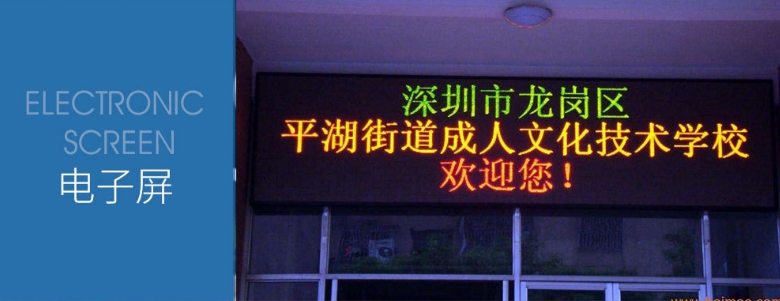 ELECTRONIC
SCREEN
电子屏
深圳市龙岗区
平湖街道成人文化技术学校
欢迎您！